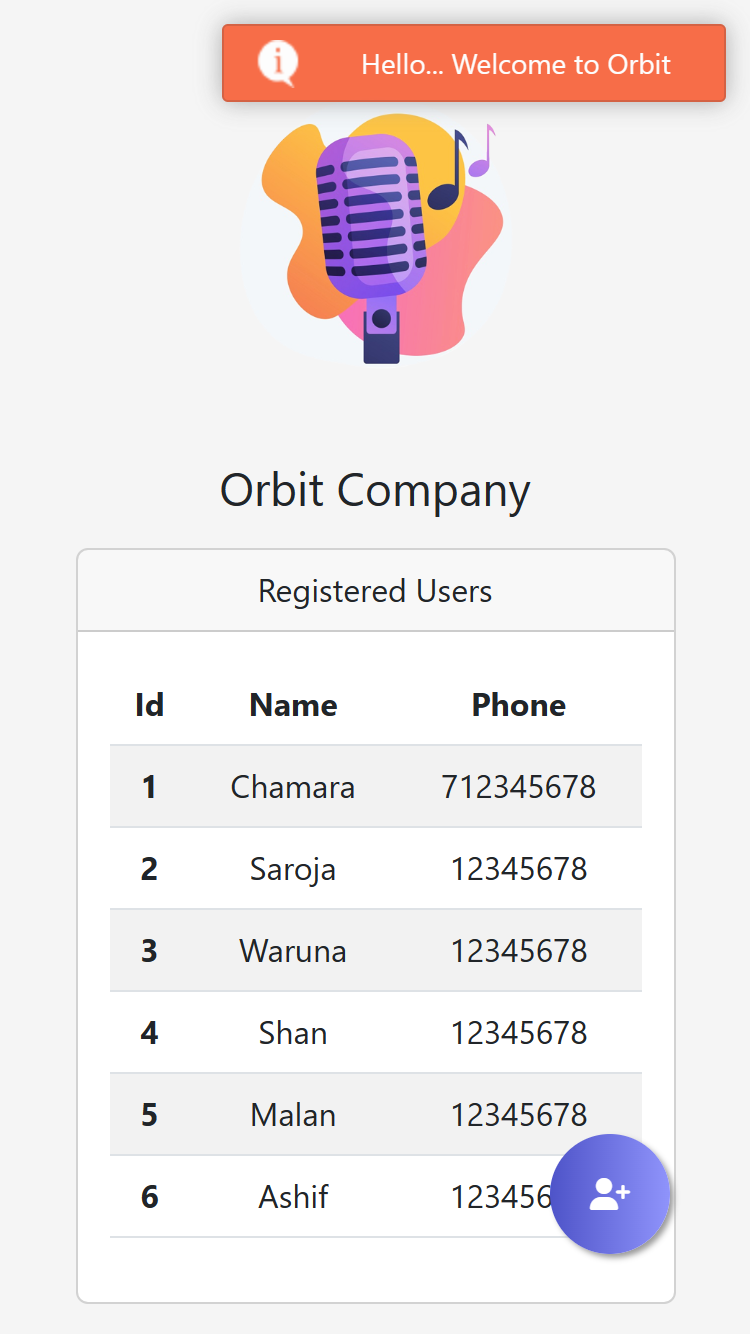 Hello... Welcome to Orbit
Orbit Company
Registered Users
Id Name Phone
1 Chamara 712345678
2 Saroja 12345678
3 Waruna 12345678
4 Shan 12345678
5 Malan 12345678
6 Ashif 123456